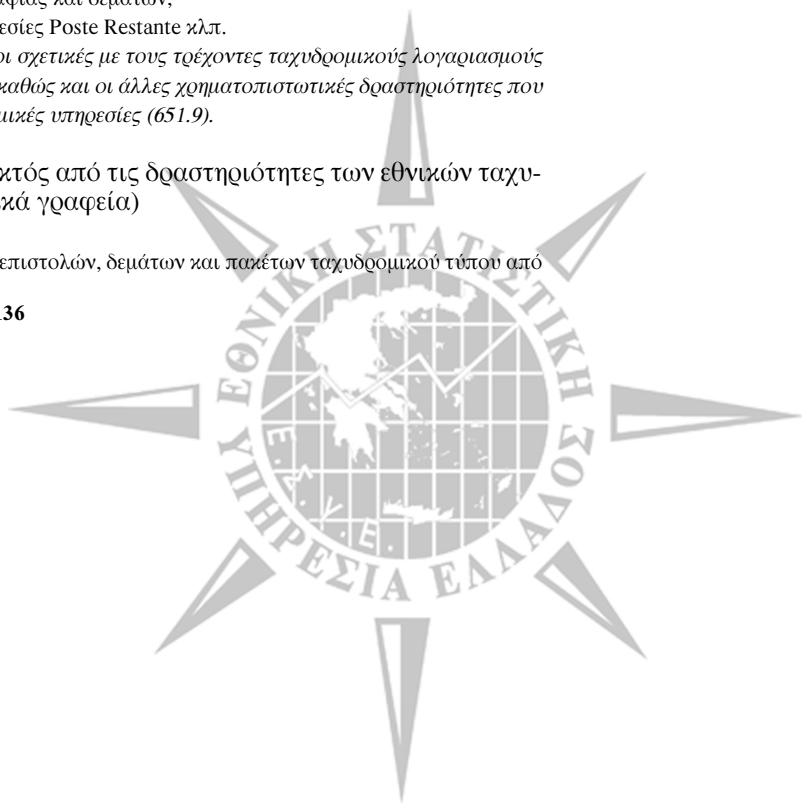 αφίας και δεμάτων,
εσίες Poste Restante κλπ.
οι σχετικές με τους τρέχοντες ταχυδρομικούς λογαριασμούς
καθώς και οι άλλες χρηματοπιστωτικές δραστηριότητες που
μικές υπηρεσίες (651.9).
κτός από τις δραστηριότητες των εθνικών ταχυ-
κά γραφεία)
επιστολών, δεμάτων και πακέτων ταχυδρομικού τύπου από
136
ΕΘΝΙΚΗ ΣΤΑΤΙΣΤΙΚΗ
ΥΠΗΡΕΣΙΑ ΕΛΛΑΔΟΣ
Ε.Σ.Υ.Ε.